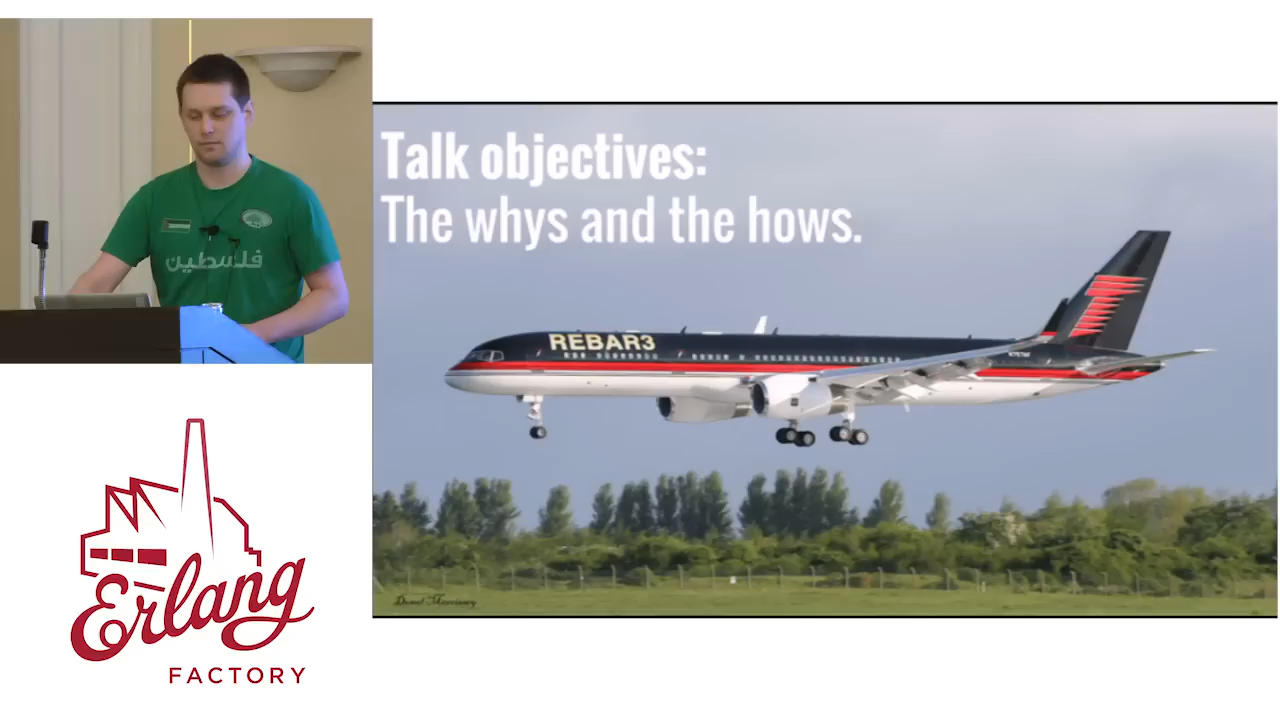 Talk objectives:
The whys and the hows.
REBAR3
فلسطين
Erlang
FACTORY